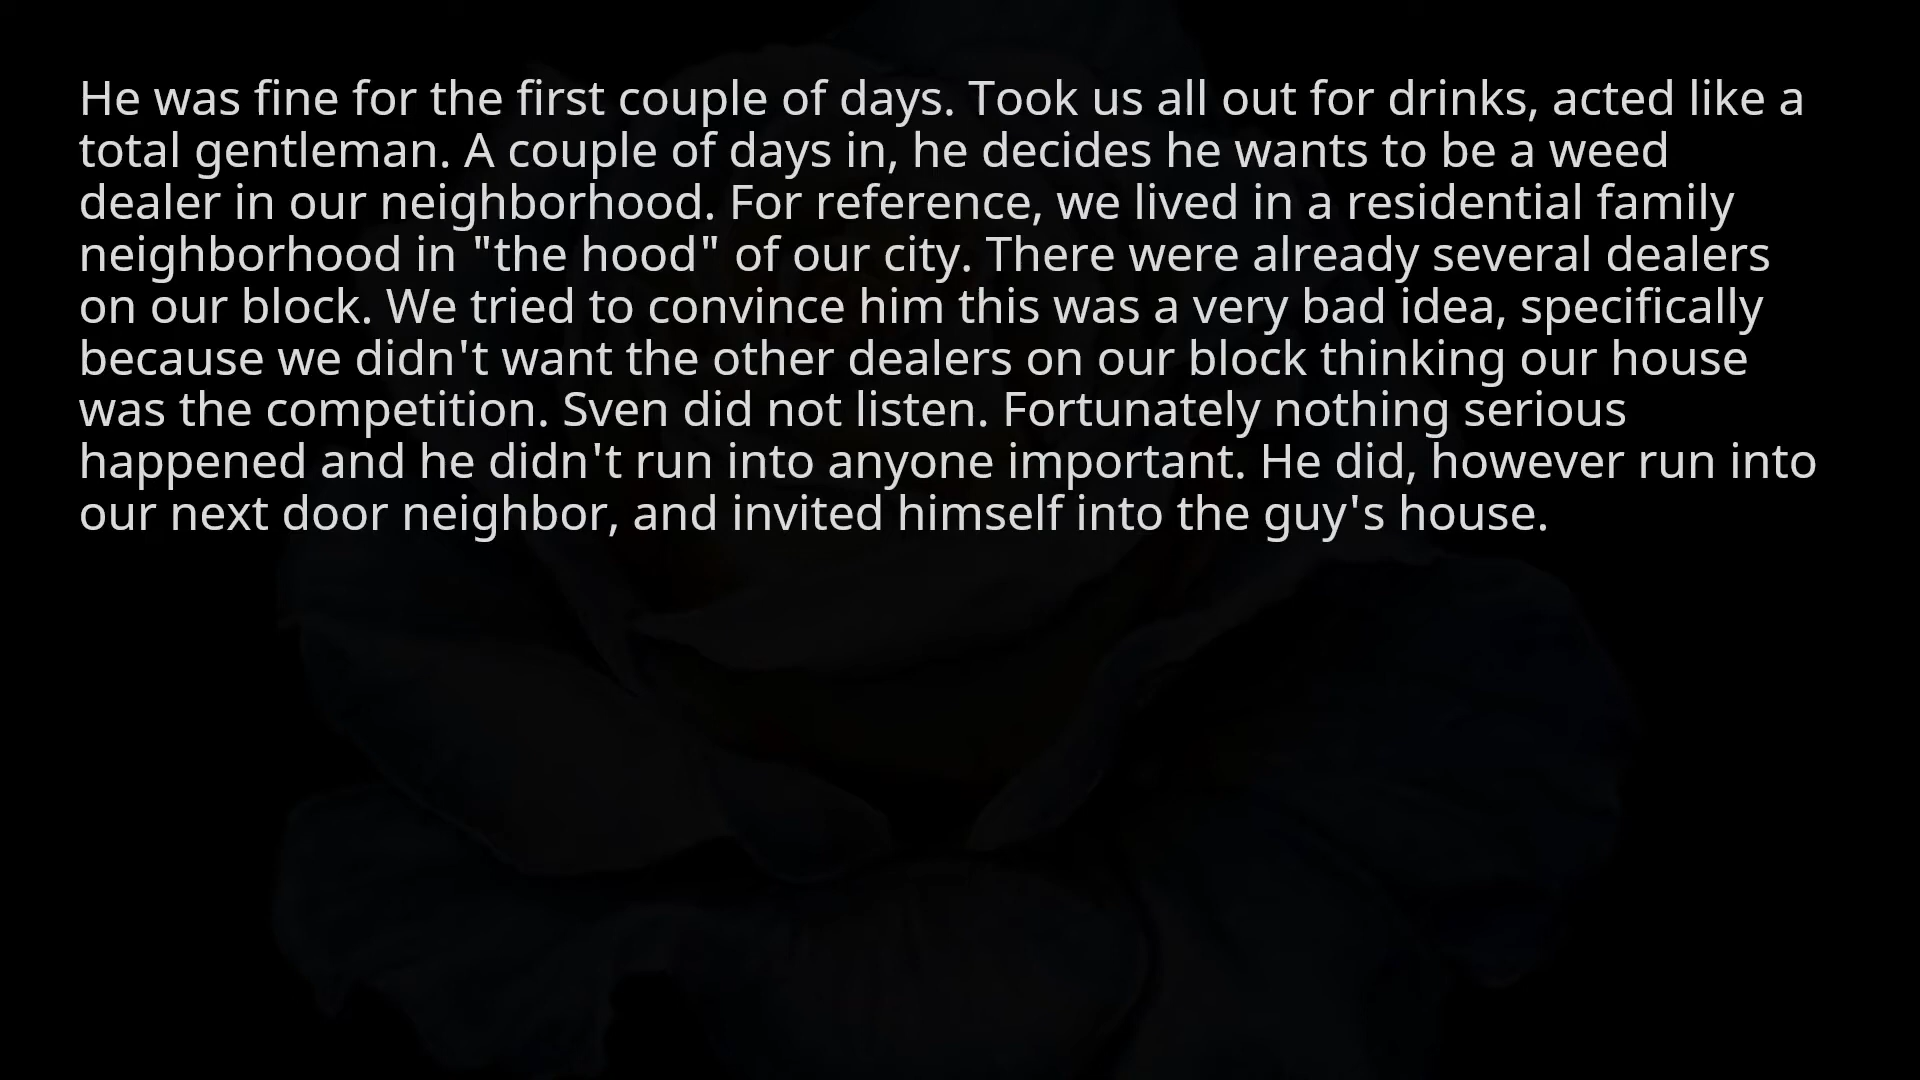 He was fine for the first couple of days. Took us all out for drinks, acted like a
total gentleman. A couple of days in, he decides he wants to be a weed
dealer in our neighborhood. For reference, we lived in a residential family
neighborhood in "the hood" of our city. There were already several dealers
on our block. We tried to convince him this was a very bad idea, specifically
because we didn't want the other dealers on our block thinking our house
was the competition. Sven did not listen. Fortunately nothing serious
happened and he didn't run into anyone important. He did, however run into
our next door neighbor, and invited himself into the guy's house.